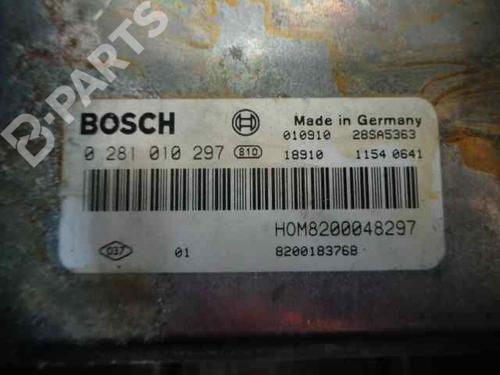 B-PARTS
BOSCH
Made in Germany
010910 28SA5363
0 281 010 297 810
18910 1154 0641
HOM8200048297
037 01 8200183768
B-PARTS